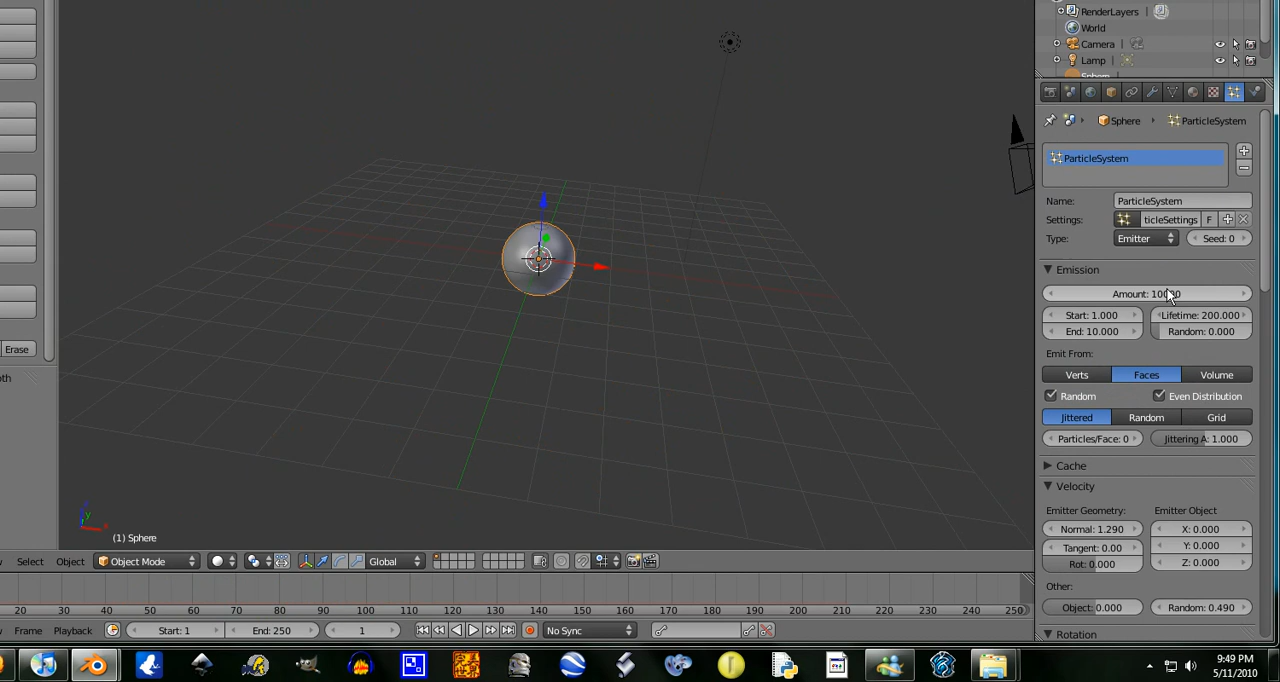 RenderLayers
World
Camera
Lamp
Sphere
Sphere
ParticleSystem
ParticleSystem
Name: ParticleSystem
Settings: ticleSettings F
Type: Emitter Seed: 0
Emission
Start: 1.000 Lifetime: 200.000
End: 10.000 Random: 0.000
Emit From:
Verts Faces Volume
Random Even Distribution
Jittered Random Grid
Particles/Face: 0 Jittering A: 1.000
Cache
Velocity
Emitter Geometry: Emitter Object
Normal: 1.290 X: 0.000
Tangent: 0.00 Y: 0.000
Rot: 0.000 Z: 0.000
Other:
Object: 0.000 Random: 0.490
Rotation
Erase
oth
z
y
x
(1) Sphere
Select Object Object Mode Global
20 30 40 50 60 70 80 90 100 110 120 130 140 150 160 170 180 190 200 210 220 230 240 250
Frame Playback Start: 1 End: 250 1 No Sync
9:49 PM
5/11/2010